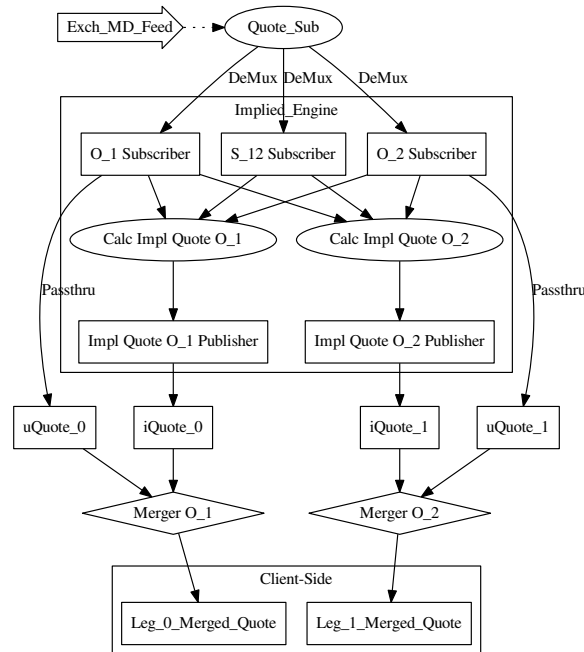 Exch_MD_Feed
Quote_Sub
DeMux
DeMux
DeMux
Implied_Engine
O_1 Subscriber
S_12 Subscriber
O_2 Subscriber
Calc Impl Quote O_1
Calc Impl Quote O_2
Passthru
Passthru
Impl Quote O_1 Publisher
Impl Quote O_2 Publisher
uQuote_0
iQuote_0
iQuote_1
uQuote_1
Merger O_1
Merger O_2
Client-Side
Leg_0_Merged_Quote
Leg_1_Merged_Quote